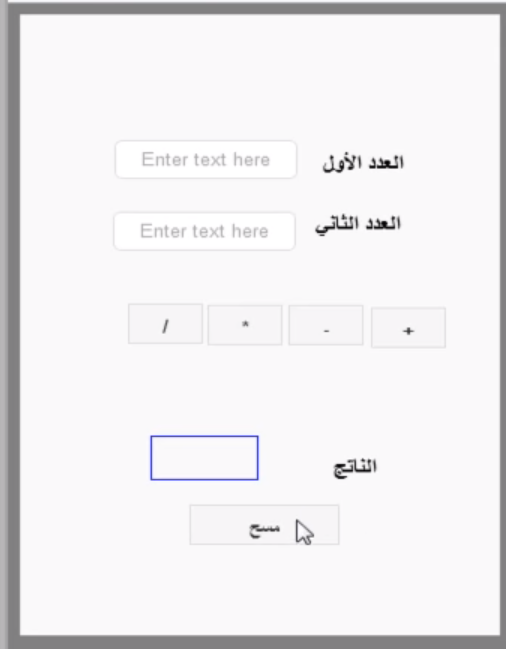 العدد الأول Enter text here
العدد الثاني Enter text here
+ - * /
الناتج
مسح